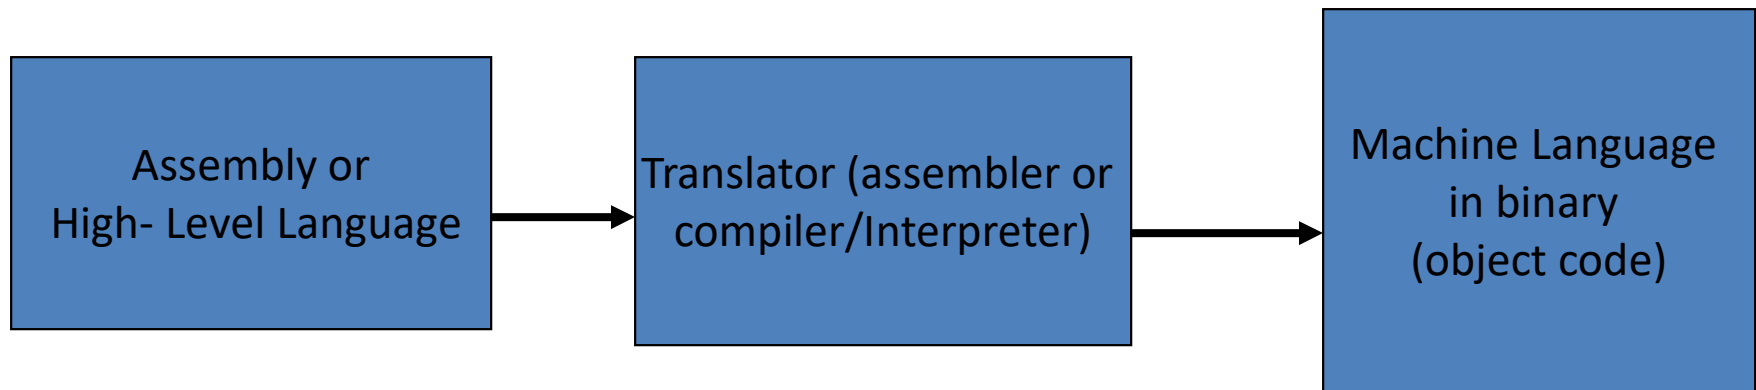 Assembly or
High- Level Language
Translator (assembler or
compiler/Interpreter)
Machine Language
in binary
(object code)